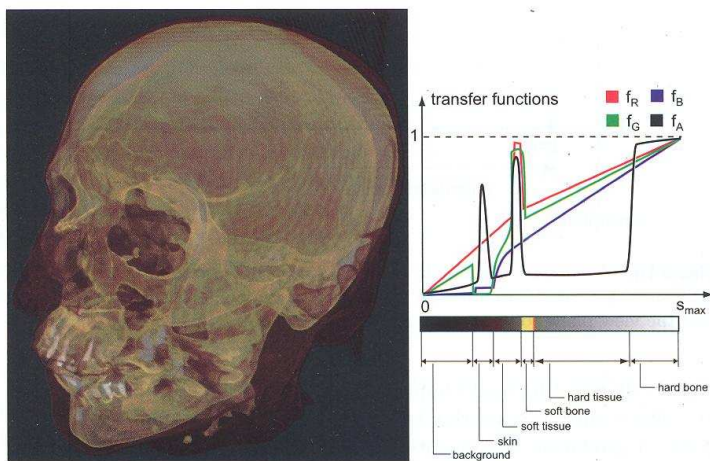 transfer functions
f_R f_B
f_G f_A
1
0
s_max
hard bone
hard tissue
soft bone
soft tissue
skin
background